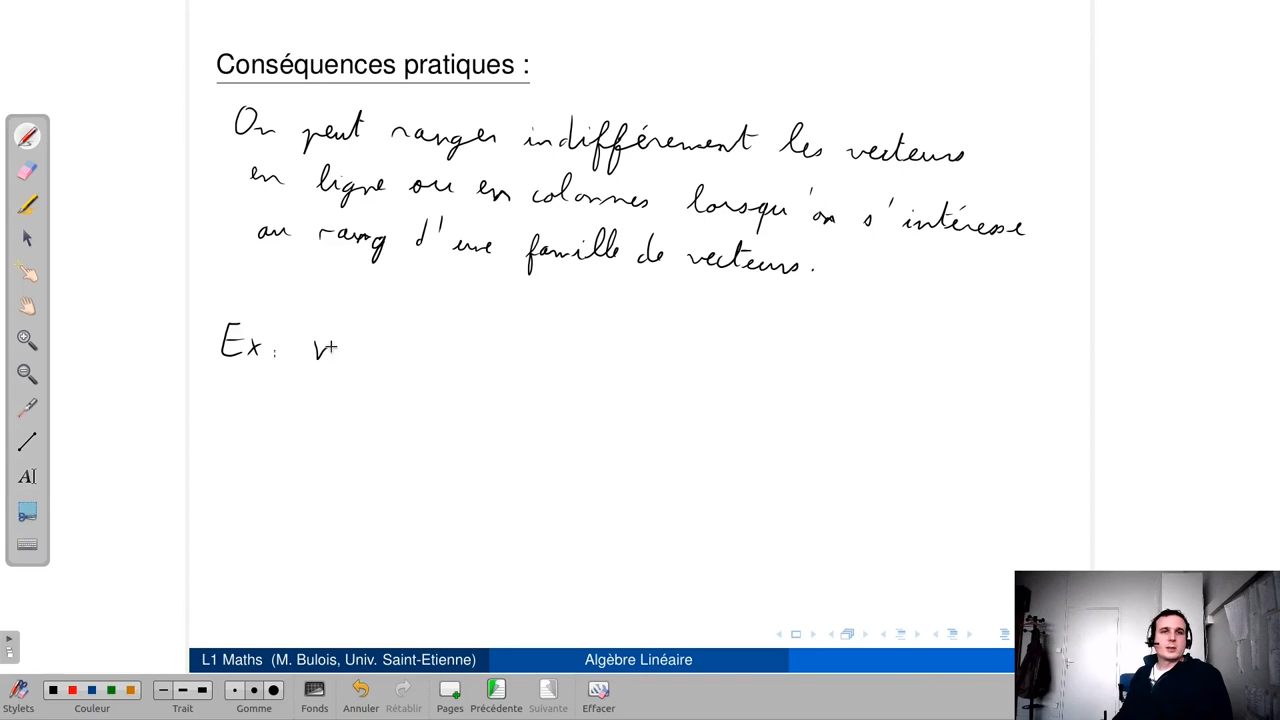 Conséquences pratiques :
On peut ranger indifféremment les vecteurs
en ligne ou en colonnes lorsqu'on s'intéresse
au rang d'une famille de vecteurs.
Ex:
L1 Maths (M. Bulois, Univ. Saint-Etienne)
Algèbre Linéaire
Stylets
Couleur
Trait
Gomme
Fonds
Annuler
Rétablir
Pages
Précédente
Suivante
Effacer